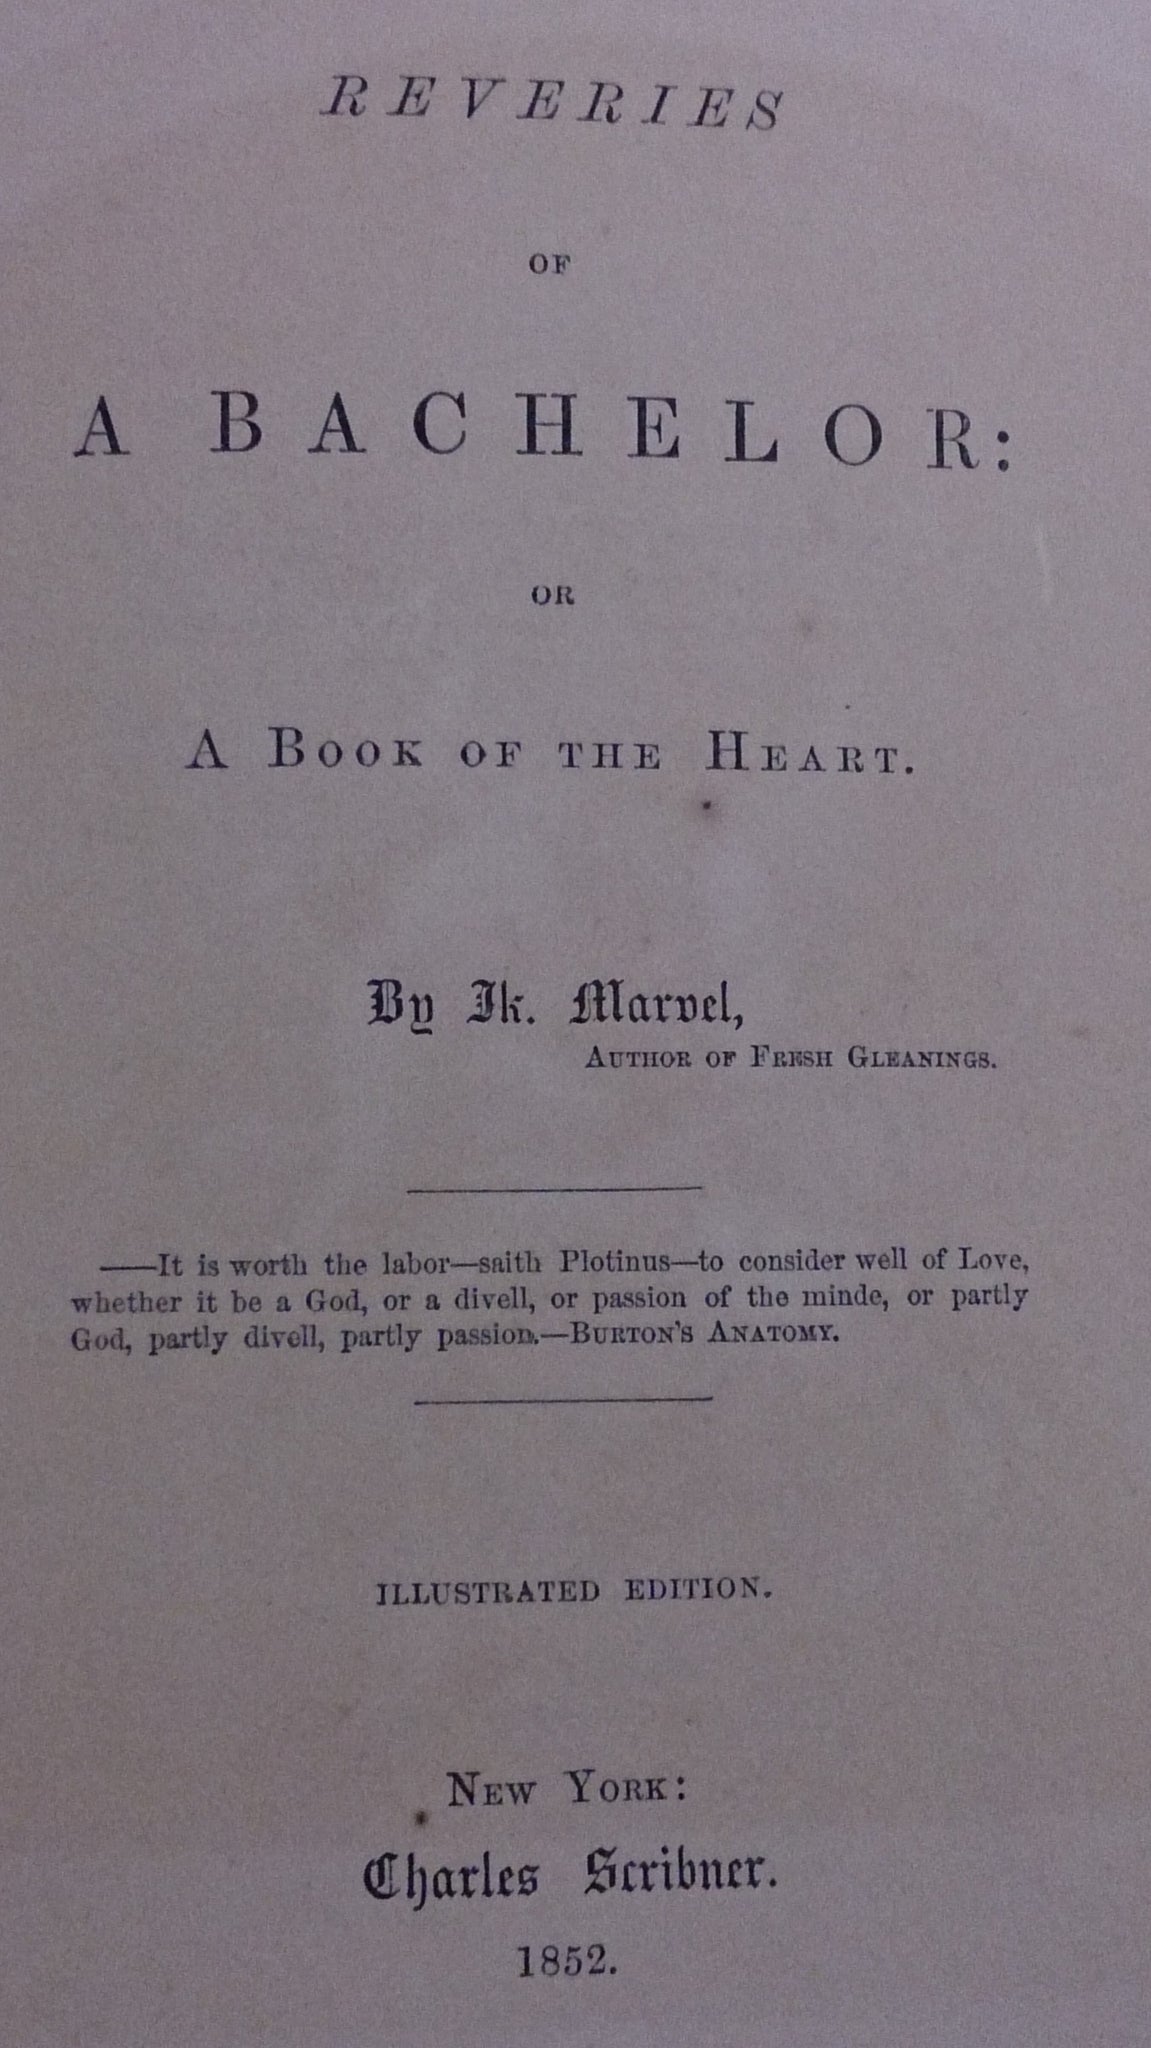 REVERIES
OF
A BACHELOR:
OR
A BOOK OF THE HEART.
By Ik. Marvel,
AUTHOR OF FRESH GLEANINGS.
——It is worth the labor—saith Plotinus—to consider well of Love,
whether it be a God, or a divell, or passion of the minde, or partly
God, partly divell, partly passion.—BURTON'S ANATOMY.
ILLUSTRATED EDITION.
NEW YORK:
Charles Scribner.
1852.